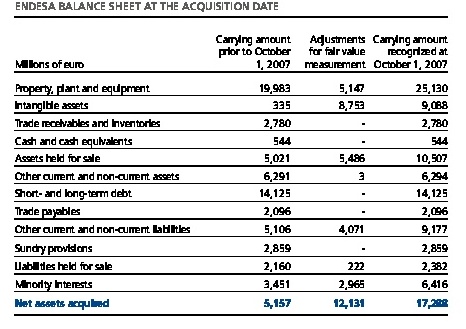 ENDESA BALANCE SHEET AT THE ACQUISITION DATE
Carrying amount Adjustments Carrying amount
prior to October for fair value recognized at
Millions of euro 1, 2007 measurement October 1, 2007
Property, plant and equipment 19,983 5,147 25,130
Intangible assets 335 8,753 9,088
Trade receivables and inventories 2,780 - 2,780
Cash and cash equivalents 544 - 544
Assets held for sale 5,021 5,486 10,507
Other current and non-current assets 6,291 3 6,294
Short- and long-term debt 14,125 - 14,125
Trade payables 2,096 - 2,096
Other current and non-current liabilities 5,106 4,071 9,177
Sundry provisions 2,859 - 2,859
Liabilities held for sale 2,160 222 2,382
Minority interests 3,451 2,965 6,416
Net assets acquired 5,157 12,131 17,288